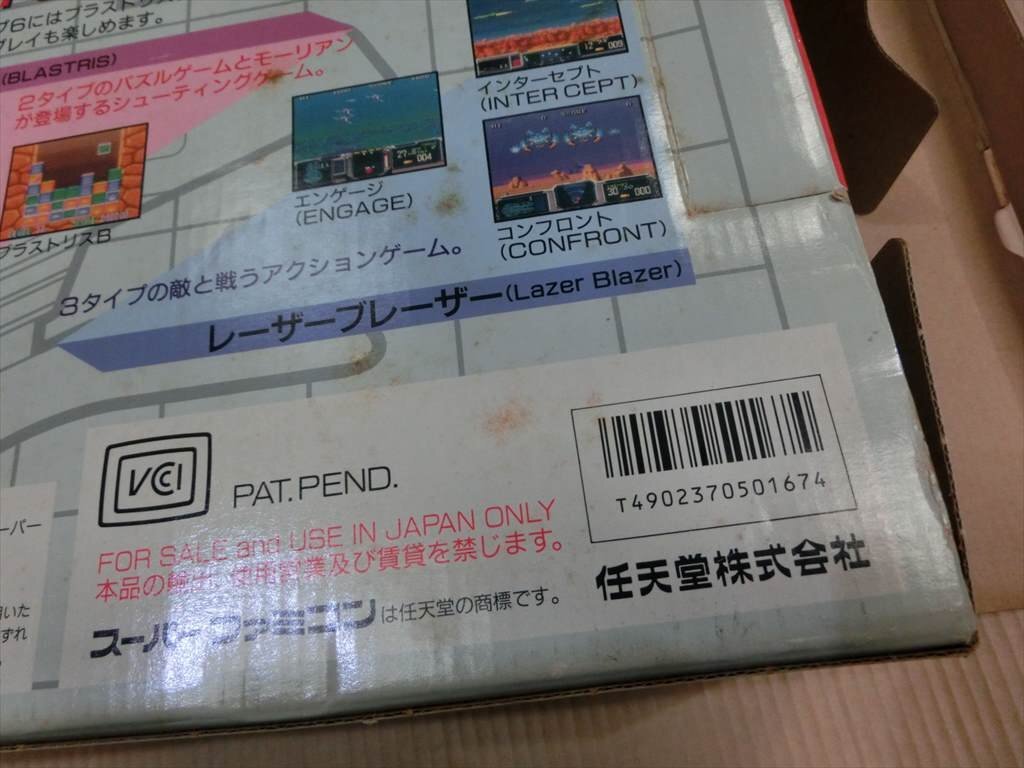 プ6にはブラストリス
プレイも楽しめます。
(BLASTRIS)
2タイプのパズルゲームとモーリアン
が登場するシューティングゲーム。
ブラストリスB
エンゲージ
(ENGAGE)
インターセプト
(INTER CEPT)
コンフロント
(CONFRONT)
3タイプの敵と戦うアクションゲーム。
レーザーブレーザー(Lazer Blazer)
VCI
PAT.PEND.
FOR SALE and USE IN JAPAN ONLY
本品の輸出、使用営業及び賃貸を禁じます。
スーパーファミコンは任天堂の商標です。
T4902370501674
任天堂株式会社
ーパー
いた
ずれ